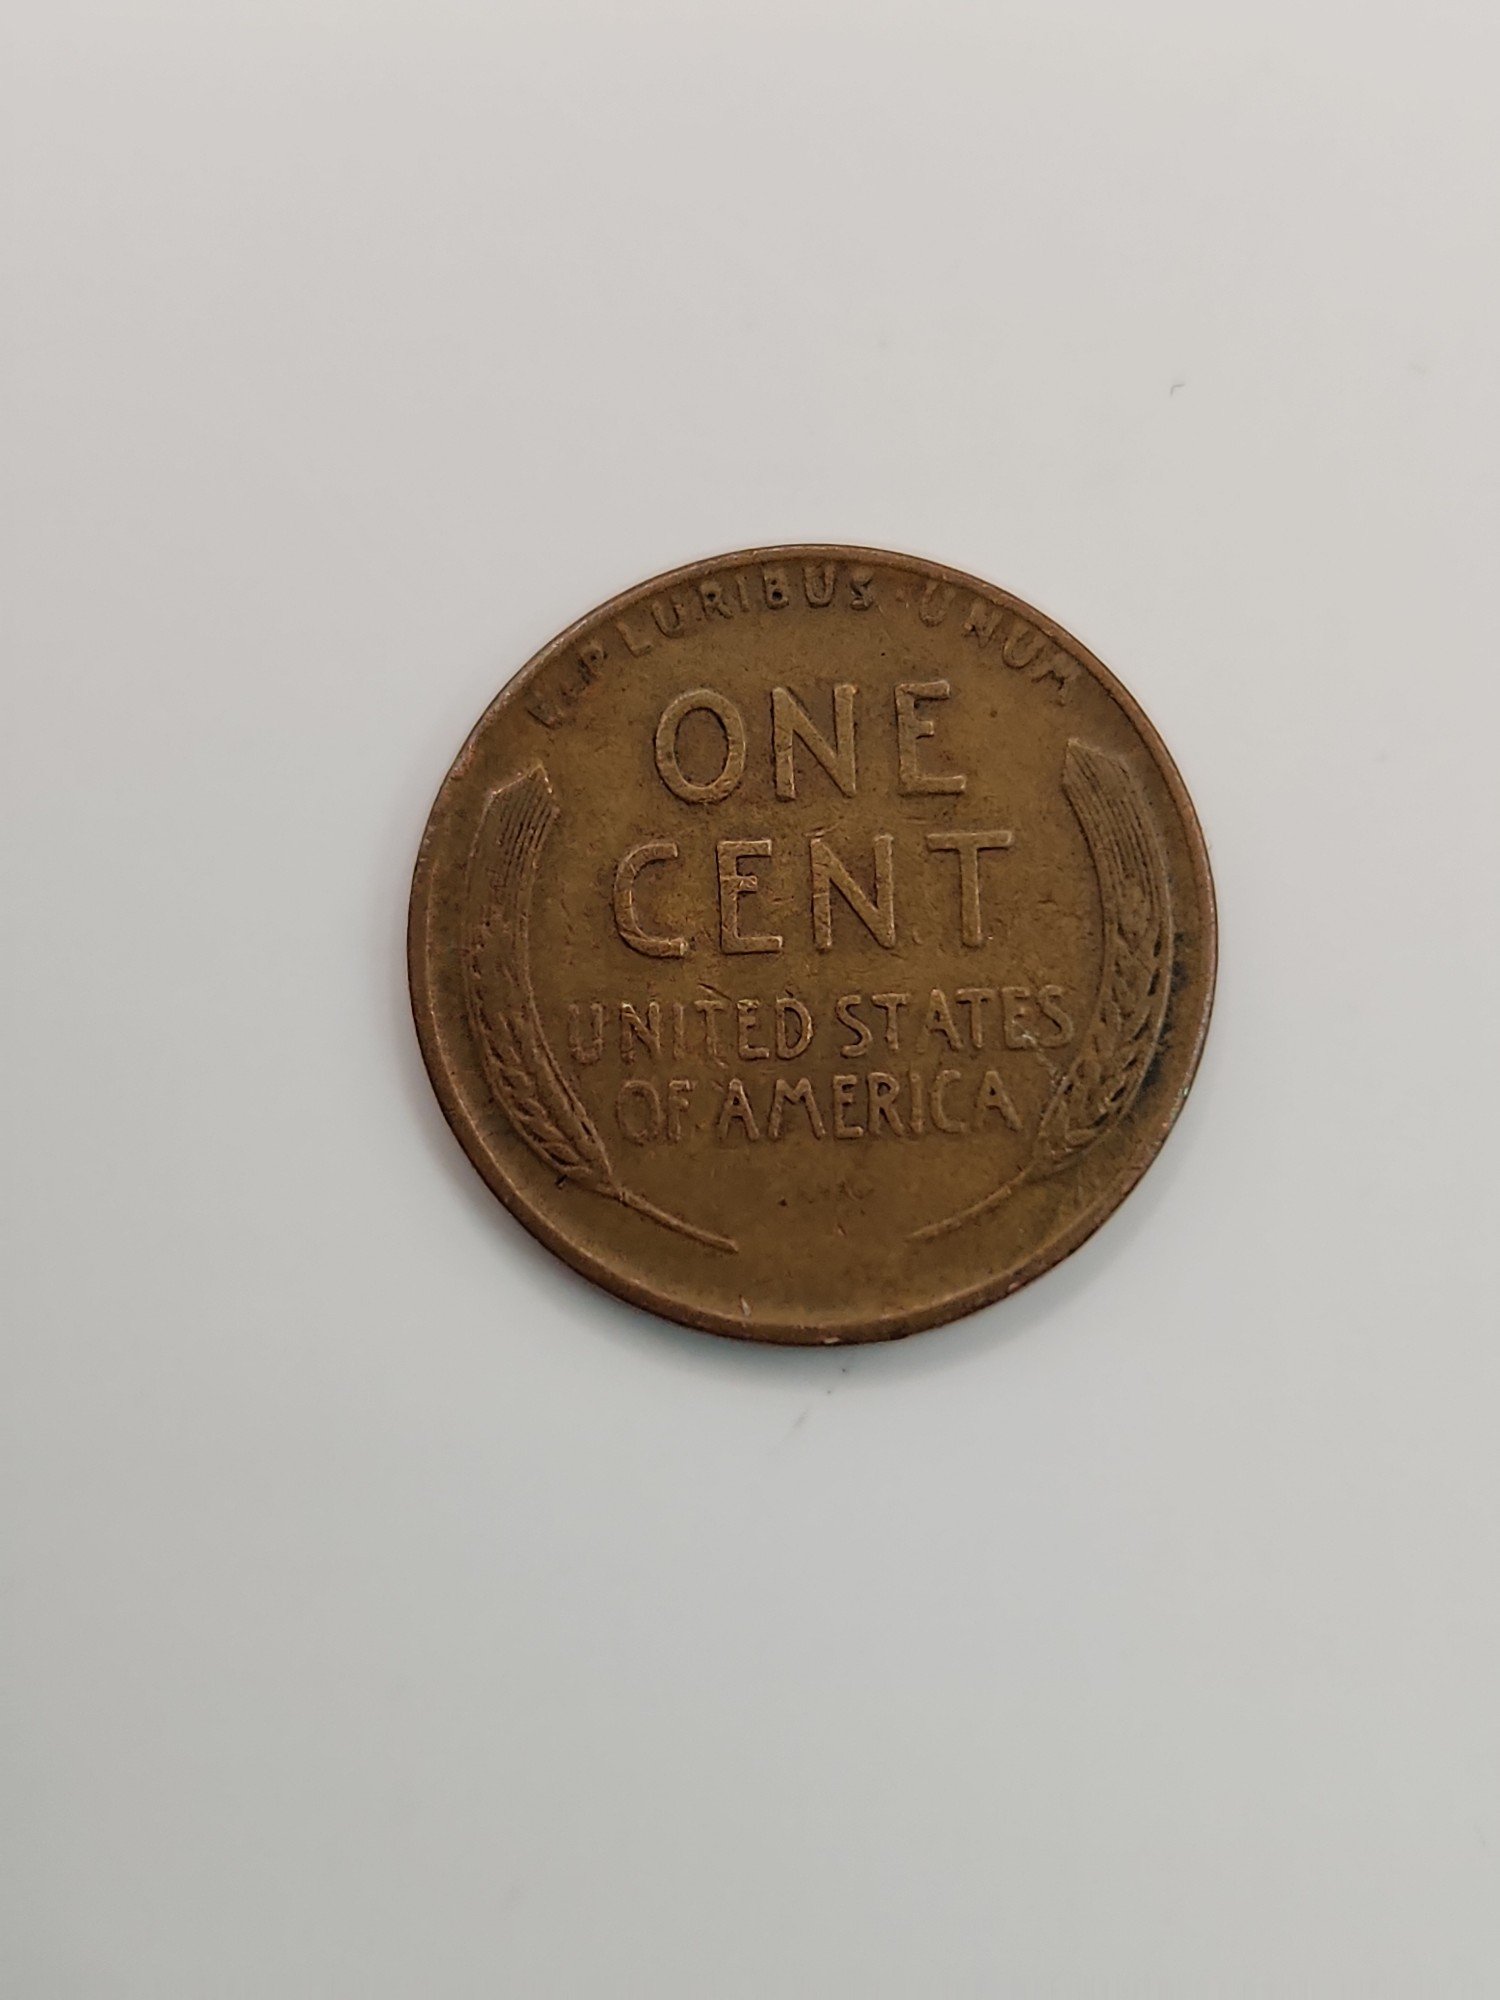 E·PLURIBUS·UNUM
ONE
CENT
UNITED STATES
OF AMERICA